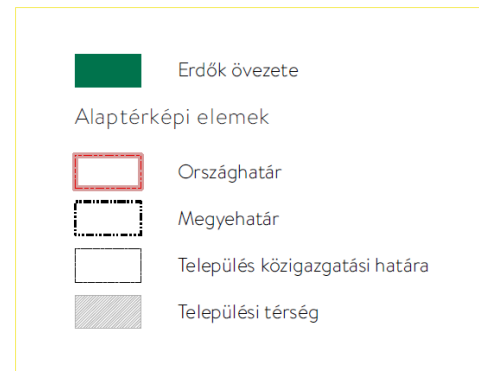 Erdők övezete
Alaptérképi elemek
Országhatár
Megyehatár
Település közigazgatási határa
Települési térség